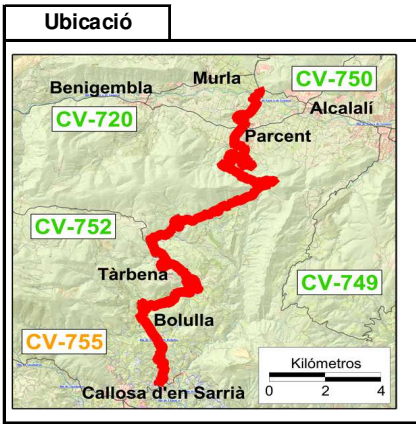 Ubicació
Murla
CV-750
Benigembla
Alcalalí
CV-720
Parcent
CV-752
Tàrbena
CV-749
Bolulla
CV-755
Kilómetros
0 2 4
Callosa d'en Sarrià